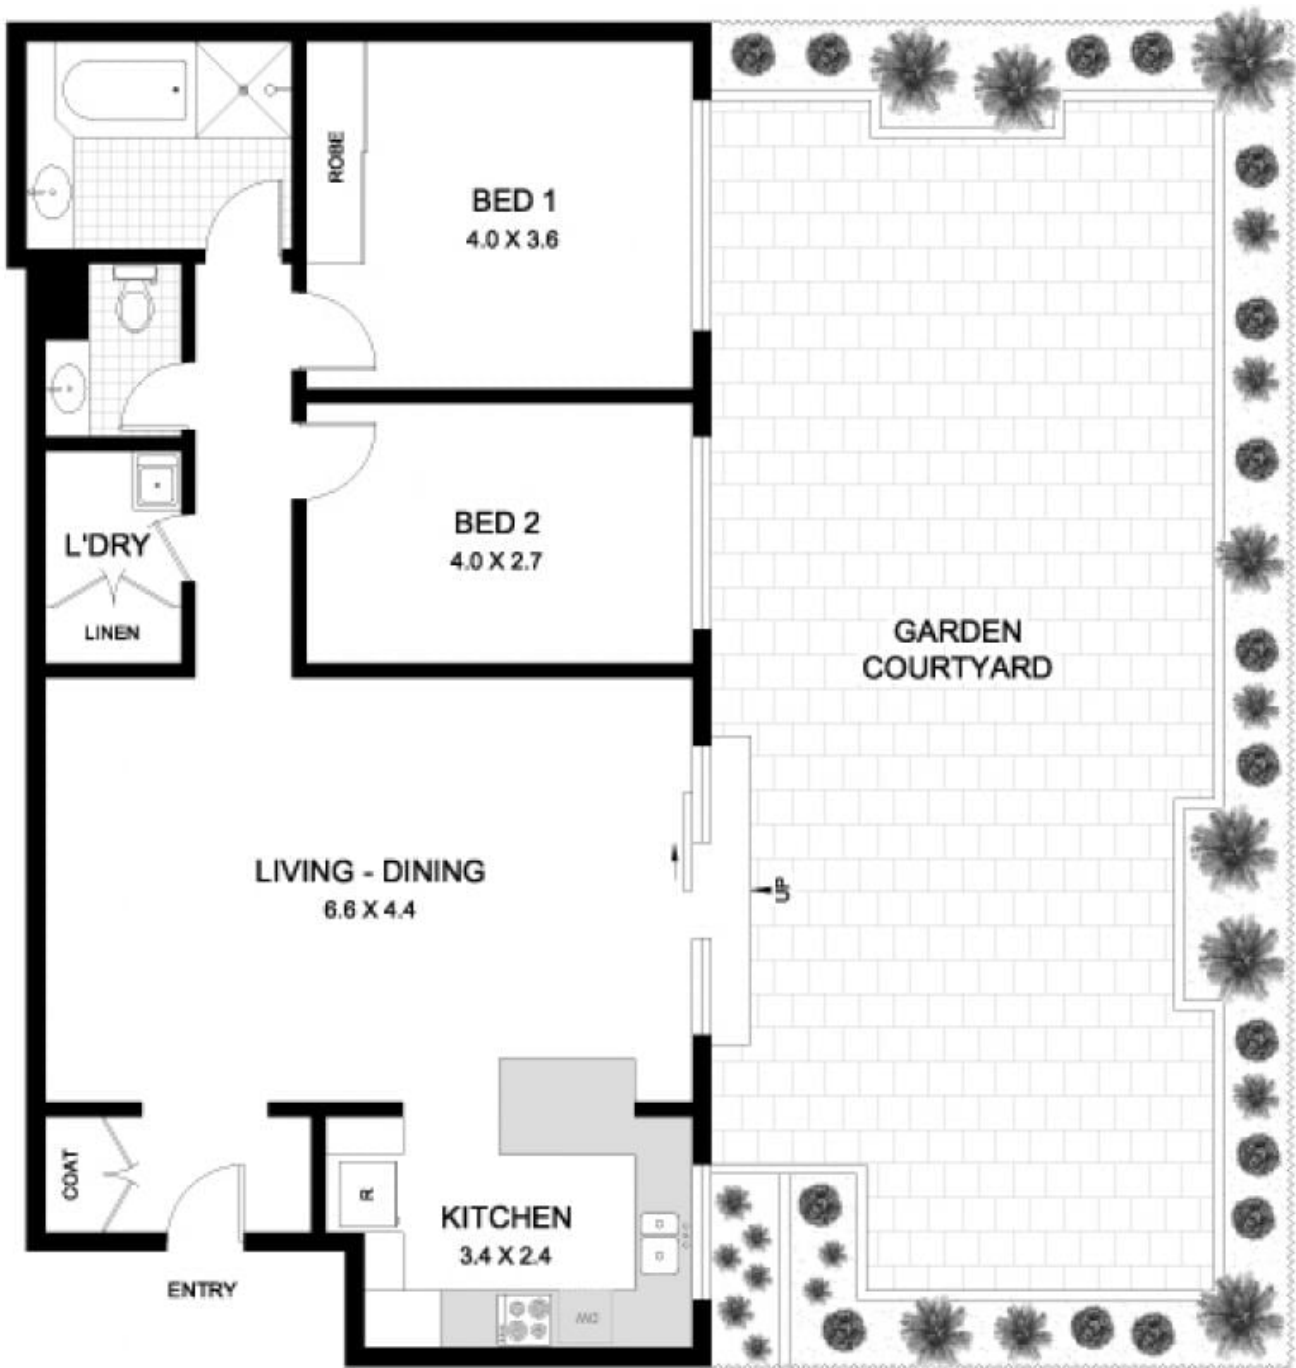 ROBE
BED 1
4.0 X 3.6
BED 2
4.0 X 2.7
L'DRY
LINEN
GARDEN
COURTYARD
LIVING - DINING
6.6 X 4.4
UP
COAT
R
KITCHEN
3.4 X 2.4
ENTRY
DW